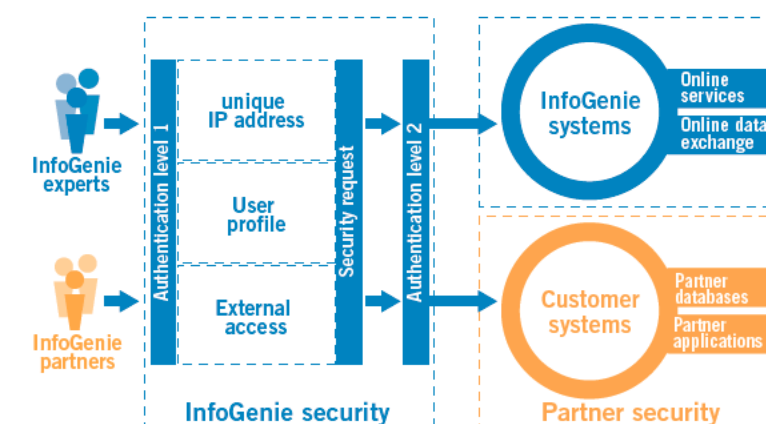 InfoGenie
experts
InfoGenie
partners
Authentication level 1
unique
IP address
User
profile
External
access
Security request
Authentication level 2
InfoGenie security
InfoGenie
systems
Online
services
Online data
exchange
Customer
systems
Partner
databases
Partner
applications
Partner security